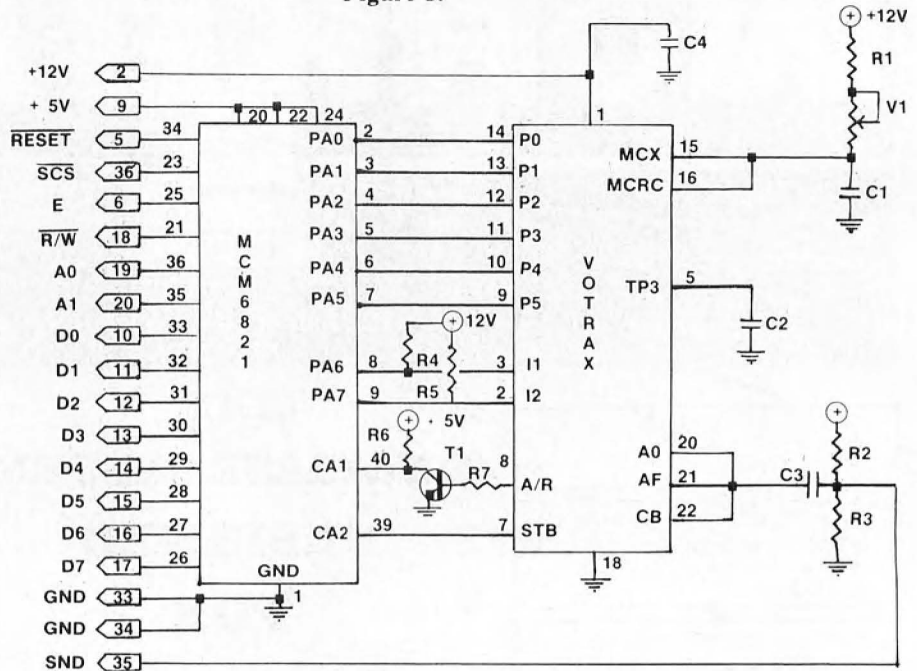 Figure
+12V 2
+ 5V 9
RESET 5 34
SCS 36 23
E 6 25
R/W 18 21
A0 19 36
A1 20 35
D0 10 33
D1 11 32
D2 12 31
D3 13 30
D4 14 29
D5 15 28
D6 16 27
D7 17 26
GND 33
GND 34
SND 35
20 22 24
MCM6821
PA0 2
PA1 3
PA2 4
PA3 5
PA4 6
PA5 7
PA6 8
PA7 9
CA1 40
CA2 39
GND
1
12V
R4
R5
5V
R6
T1
R7
C4
1
14 P0
13 P1
12 P2
11 P3
10 P4
9 P5
3 I1
2 I2
8 A/R
7 STB
VOTRAX
MCX 15
MCRC 16
TP3 5
A0 20
AF 21
CB 22
18
+12V
R1
V1
C1
C2
C3
R2
R3